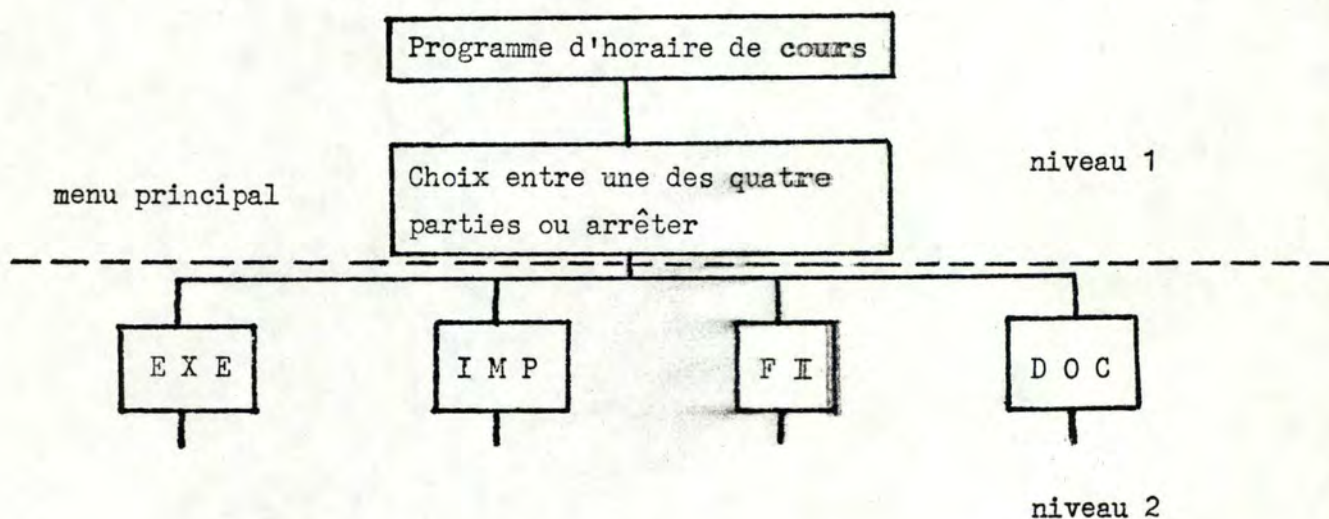 Programme d'horaire de cours
menu principal
Choix entre une des quatre
parties ou arrêter
niveau 1
E X E
I M P
F I
D O C
niveau 2